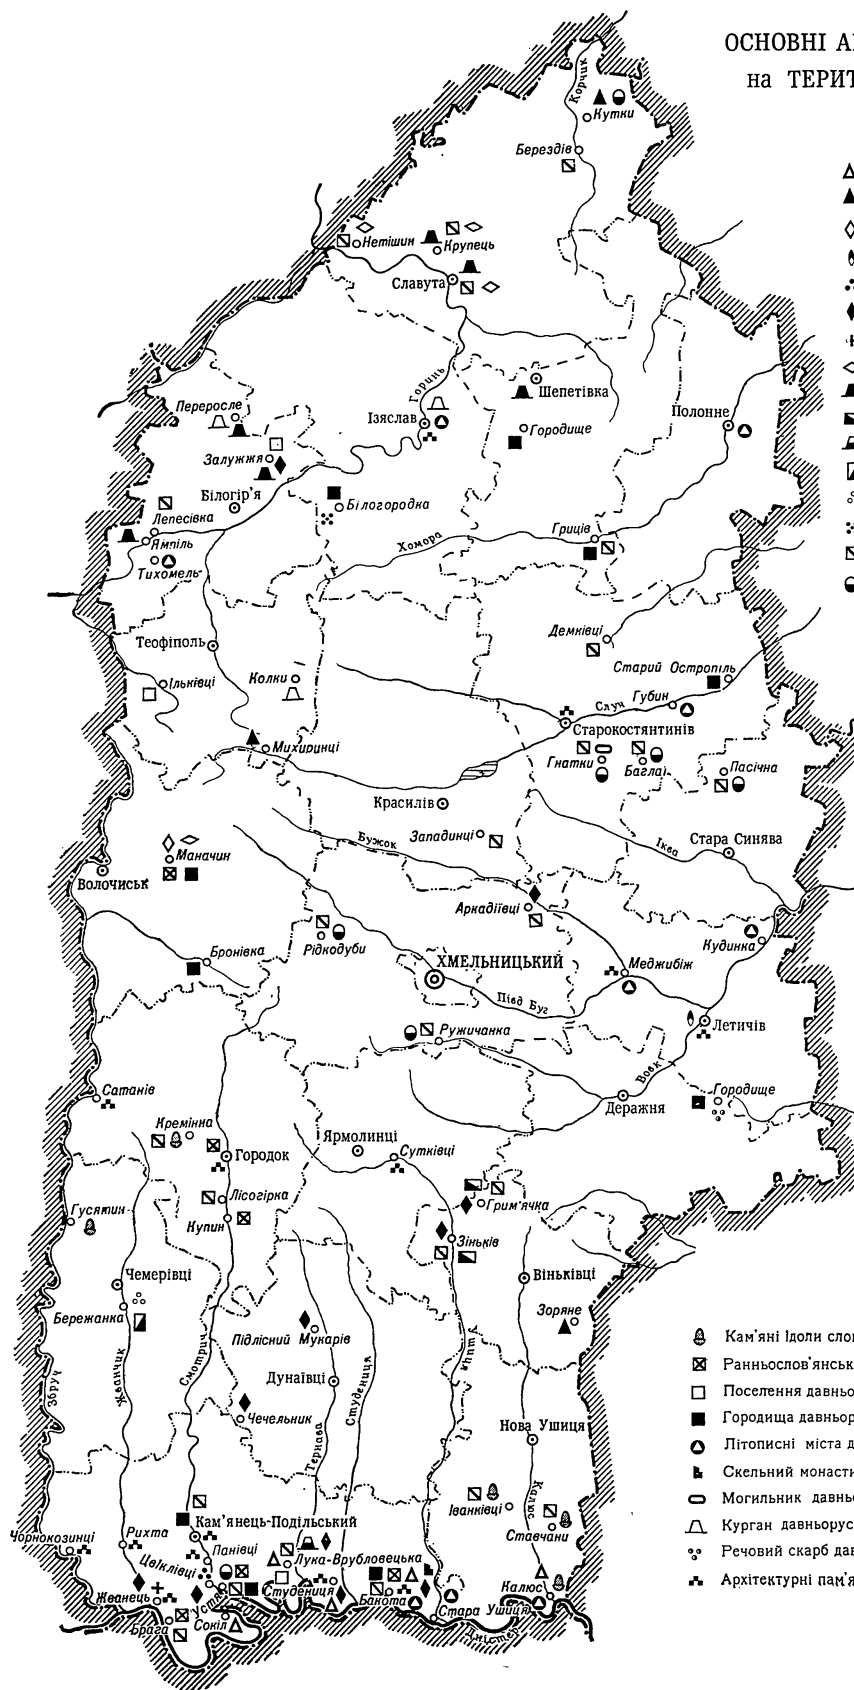 ОСНОВНІ А
на ТЕРИТ
Корчик
Кутки
Берездів
Нетішин
Крупець
Славута
Горинь
Шепетівка
Переросле
Ізяслав
Городище
Полонне
Залужжя
Білогір'я
Білогородка
Лепесівка
Ямпіль
Тихомель
Хомора
Гриців
Теофіполь
Демківці
Старий Остропіль
Ільківці
Колки
Случ
Губин
Старокостянтинів
Михиринці
Гнатки
Баглаї
Пасічна
Красилів
Бужок
Западинці
Іква
Стара Синява
Маначин
Волочиськ
Аркадіївці
Рідкодуби
Кудинка
Бронівка
ХМЕЛЬНИЦЬКИЙ
Меджибіж
Півд Буг
Летичів
Ружичанка
Вовк
Сатанів
Деражня
Городище
Кремінна
Ярмолинці
Сутківці
Городок
Лісогірка
Грим'ячка
Гусятин
Купин
Зіньків
Чемерівці
Віньківці
Бережанка
Зоряне
Підлісний Мукарів
Ушиця
Збруч
Жванчик
Смотрич
Дунаївці
Студениця
Чечельник
Тернава
Нова Ушиця
Калюс
Іванківці
Ставчани
Кам'янець-Подільський
Чорнокозинці
Рихта
Панівці
Цвіклівці
Лука-Врубловецька
Жванець
Устя
Студениця
Бакота
Калюс
Стара Ушиця
Брага
Сокіл
Дністер
Кам'яні ідоли слов
Ранньослов'янськ
Поселення давньо
Городища давньор
Літописні міста д
Скельний монасти
Могильник давнь
Курган давньорус
Речовий скарб дав
Архітектурні пам'я